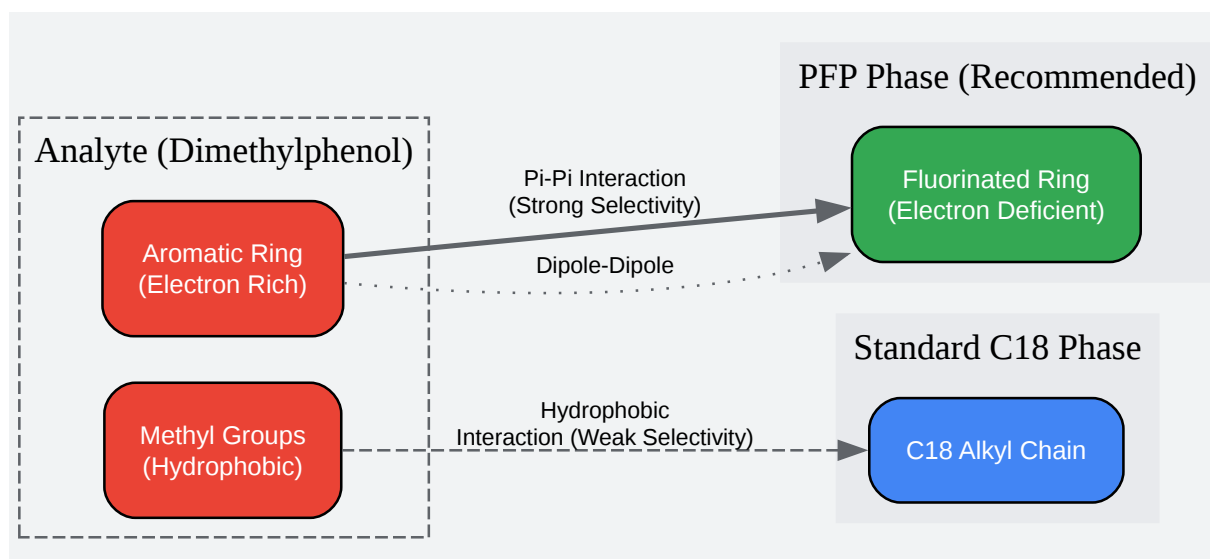 PFP Phase (Recommended)
Analyte (Dimethylphenol)
Pi-Pi Interaction
(Strong Selectivity)
Fluorinated Ring
(Electron Deficient)
Aromatic Ring
(Electron Rich)
Dipole-Dipole
Standard C18 Phase
Methyl Groups
(Hydrophobic)
Hydrophobic
Interaction (Weak Selectivity)
C18 Alkyl Chain